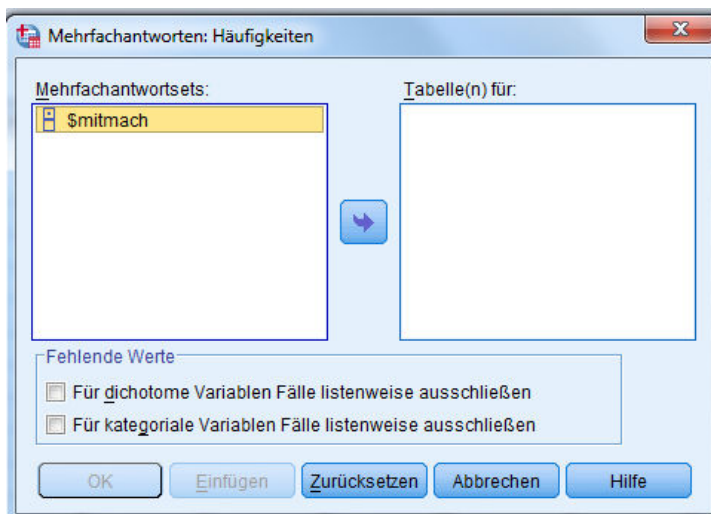 Mehrfachantworten: Häufigkeiten
Mehrfachantwortsets:
Tabelle(n) für:
$mitmach
Fehlende Werte
Für dichotome Variablen Fälle listenweise ausschließen
Für kategoriale Variablen Fälle listenweise ausschließen
OK Einfügen Zurücksetzen Abbrechen Hilfe